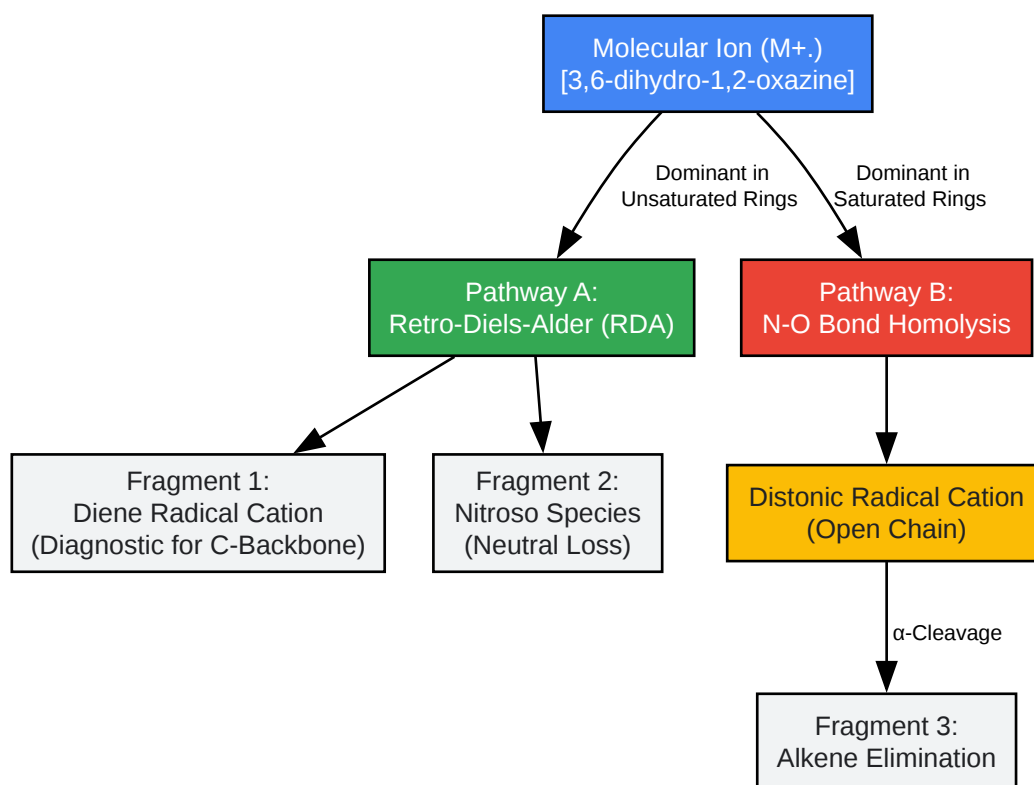 Molecular Ion (M+.)
[3,6-dihydro-1,2-oxazine]
Dominant in
Unsaturated Rings
Dominant in
Saturated Rings
Pathway A:
Retro-Diels-Alder (RDA)
Pathway B:
N-O Bond Homolysis
Fragment 1:
Diene Radical Cation
(Diagnostic for C-Backbone)
Fragment 2:
Nitroso Species
(Neutral Loss)
Distonic Radical Cation
(Open Chain)
α-Cleavage
Fragment 3:
Alkene Elimination